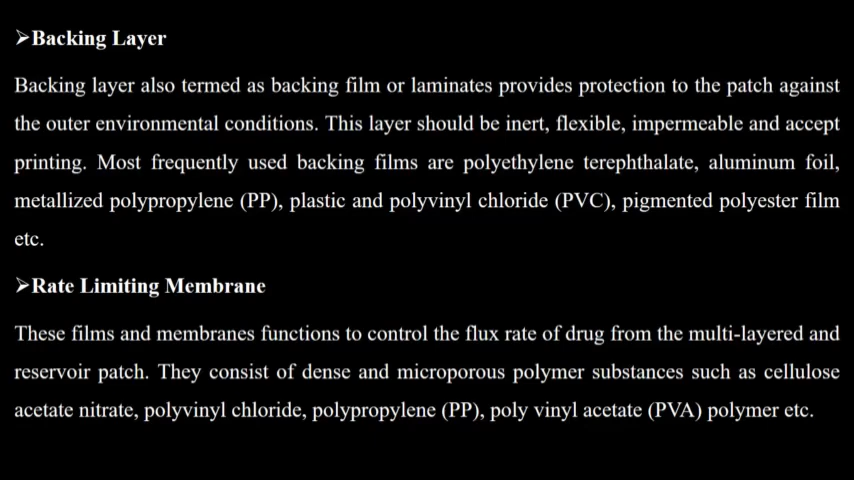 ➢Backing Layer
Backing layer also termed as backing film or laminates provides protection to the patch against
the outer environmental conditions. This layer should be inert, flexible, impermeable and accept
printing. Most frequently used backing films are polyethylene terephthalate, aluminum foil,
metallized polypropylene (PP), plastic and polyvinyl chloride (PVC), pigmented polyester film
etc.
➢Rate Limiting Membrane
These films and membranes functions to control the flux rate of drug from the multi-layered and
reservoir patch. They consist of dense and microporous polymer substances such as cellulose
acetate nitrate, polyvinyl chloride, polypropylene (PP), poly vinyl acetate (PVA) polymer etc.